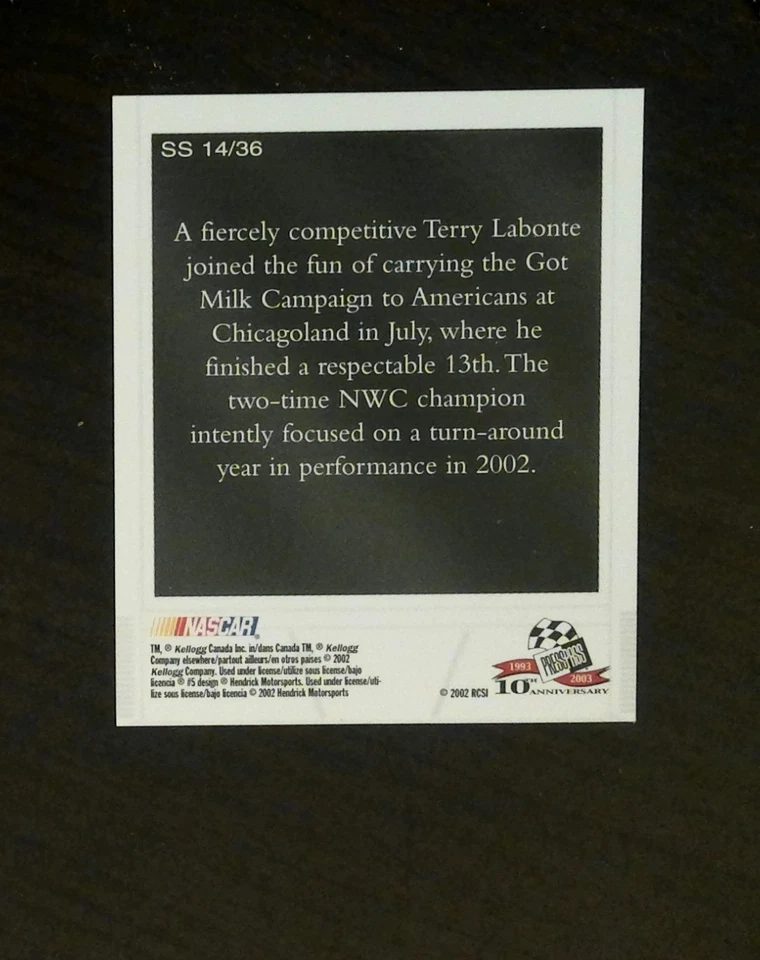 SS 14/36
A fiercely competitive Terry Labonte
joined the fun of carrying the Got
Milk Campaign to Americans at
Chicagoland in July, where he
finished a respectable 13th. The
two-time NWC champion
intently focused on a turn-around
year in performance in 2002.
NASCAR®
TM, ® Kellogg Canada Inc. in/dans Canada TM, ® Kellogg
Company elsewhere/partout ailleurs/en otros paises © 2002
Kellogg Company. Used under license/utilize sous license/bajo
licencia ® #5 design ® Hendrick Motorsports. Used under license/uti-
lize sous license/bajo licencia © 2002 Hendrick Motorsports
© 2002 RCSI
PRESS PASS
1993 2003
10TH ANNIVERSARY